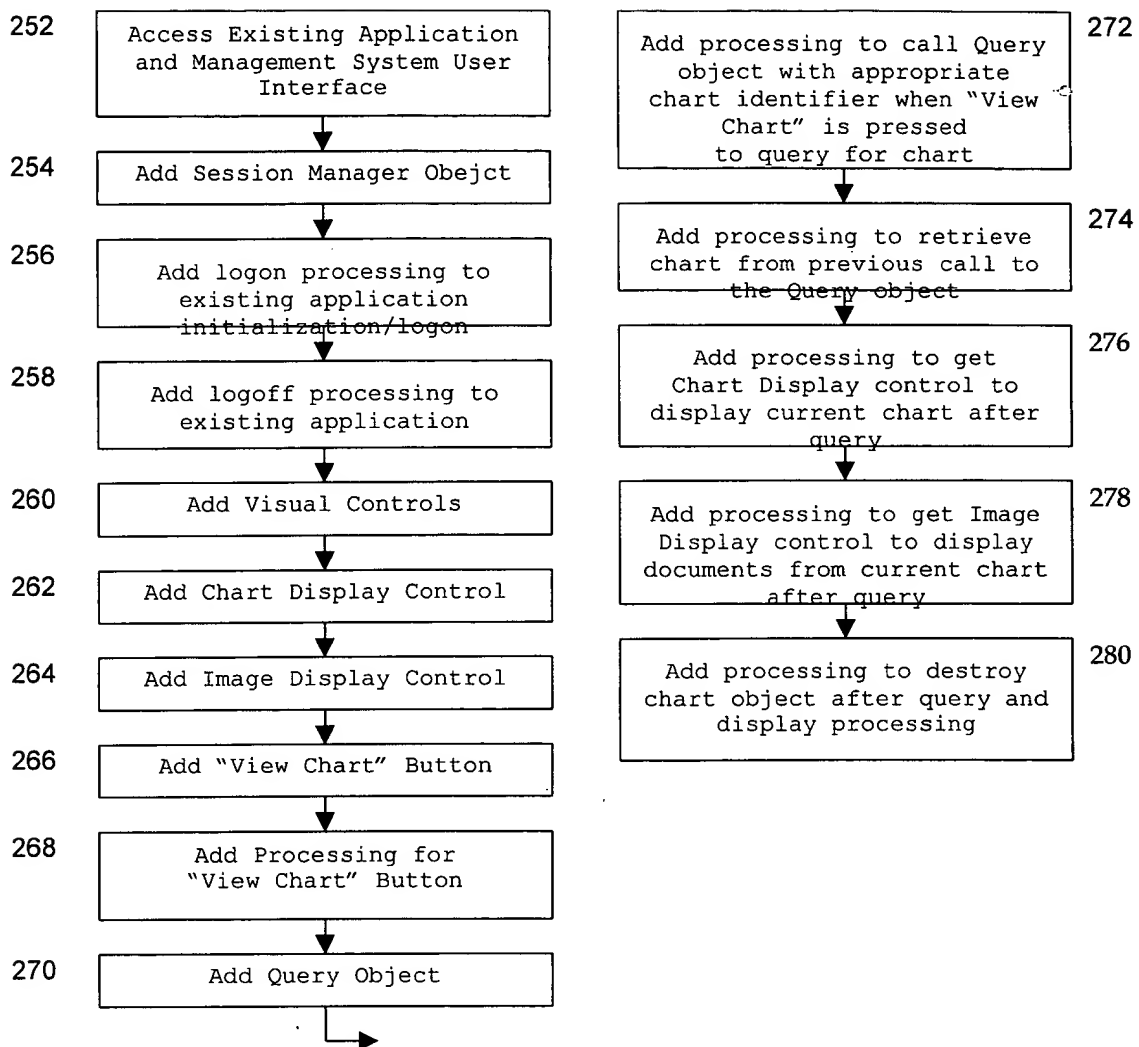 252
Access Existing Application
and Management System User
Interface
254
Add Session Manager Obejct
256
Add logon processing to
existing application
initialization/logon
258
Add logoff processing to
existing application
260
Add Visual Controls
262
Add Chart Display Control
264
Add Image Display Control
266
Add “View Chart” Button
268
Add Processing for
“View Chart” Button
270
Add Query Object
272
Add processing to call Query
object with appropriate
chart identifier when “View
Chart” is pressed
to query for chart
274
Add processing to retrieve
chart from previous call to
the Query object
276
Add processing to get
Chart Display control to
display current chart after
query
278
Add processing to get Image
Display control to display
documents from current chart
after query
280
Add processing to destroy
chart object after query and
display processing